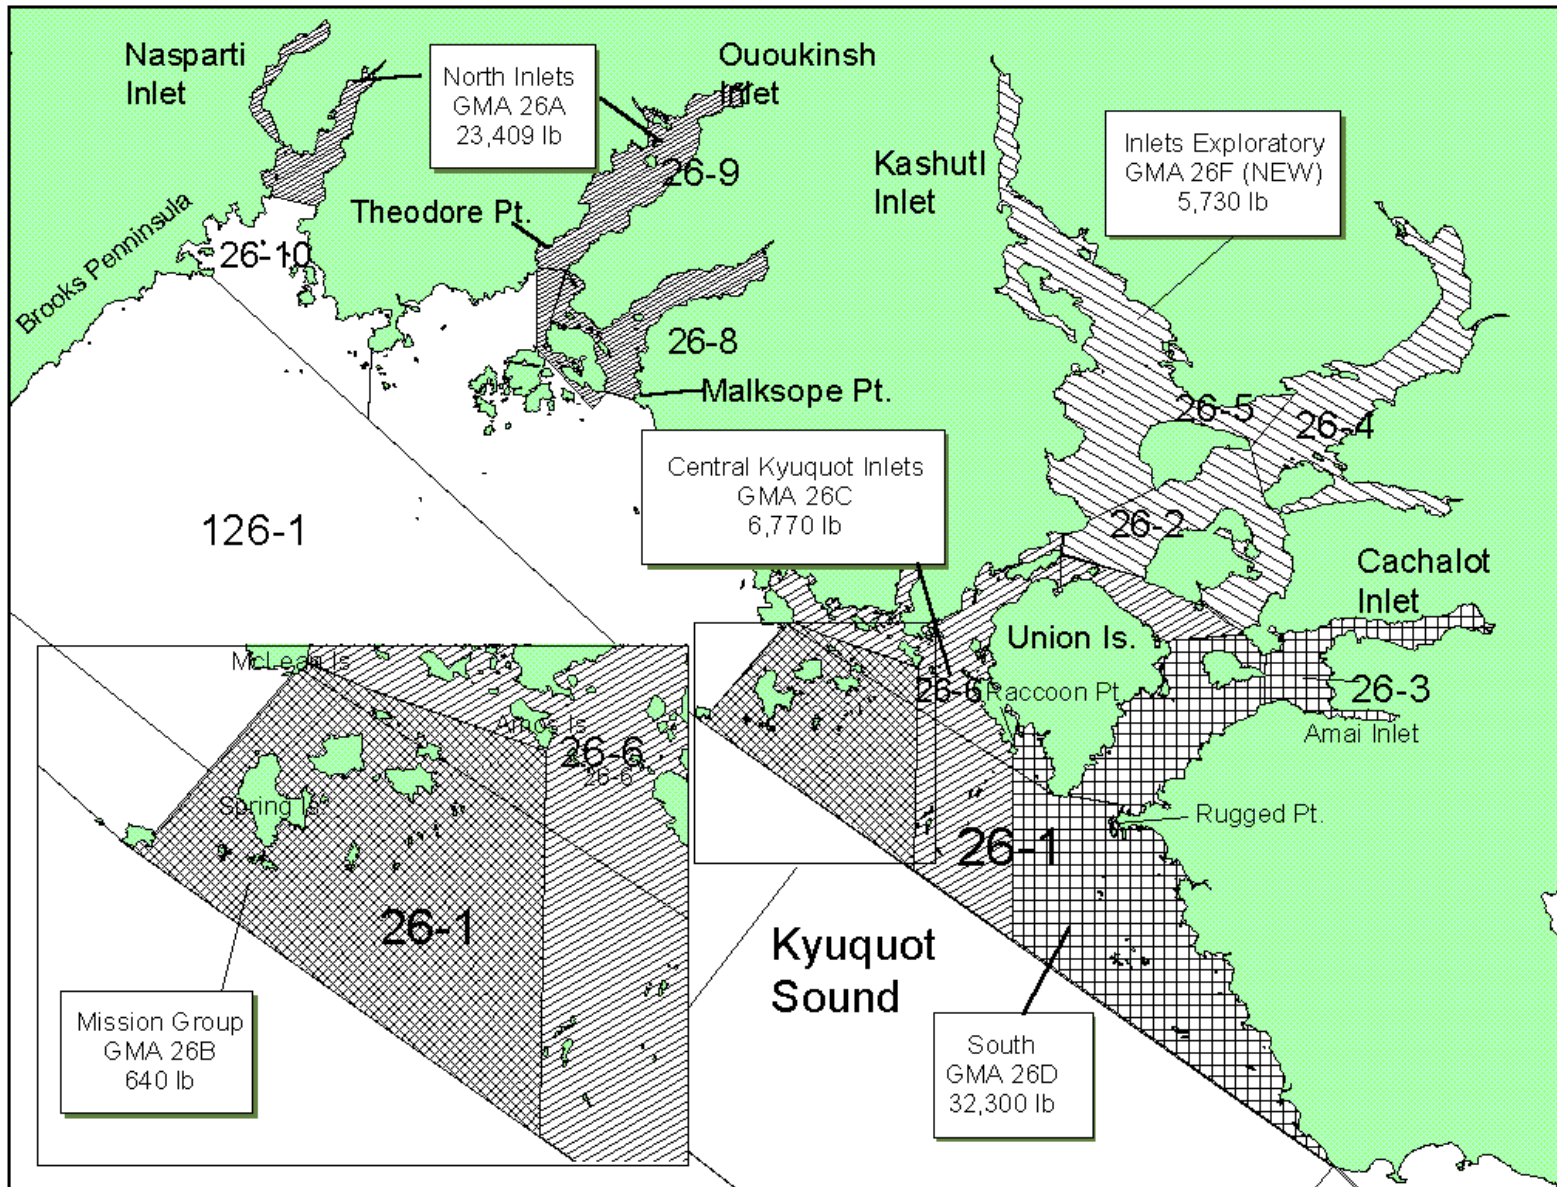 Nasparti
Inlet
North Inlets
GMA 26A
23,409 lb
Ououkinsh
Inlet
Kashutl
Inlet
Inlets Exploratory
GMA 26F (NEW)
5,730 lb
26-9
Theodore Pt.
Brooks Penninsula
26-10
26-8
Malksope Pt.
26-5
26-4
Central Kyuquot Inlets
GMA 26C
6,770 lb
126-1
26-2
Cachalot
Inlet
Union Is.
McLean Is
26-6
Raccoon Pt.
26-3
Amai Inlet
Amos Is
26-6
26-6
Spring Is
Rugged Pt.
26-1
26-1
Kyuquot
Sound
Mission Group
GMA 26B
640 lb
South
GMA 26D
32,300 lb